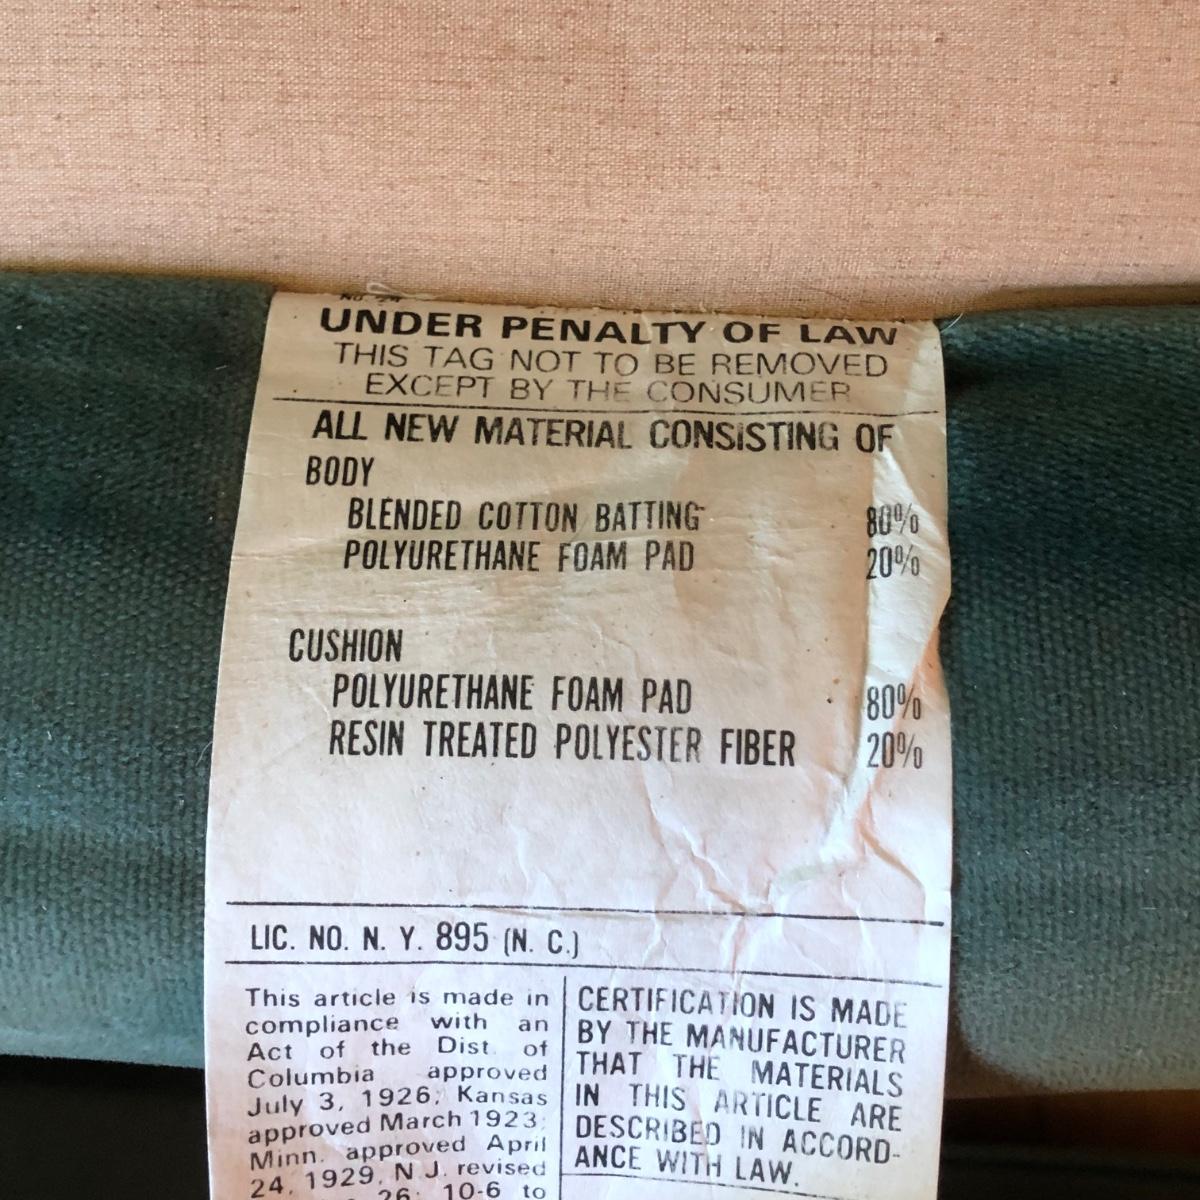 UNDER PENALTY OF LAW
THIS TAG NOT TO BE REMOVED
EXCEPT BY THE CONSUMER
ALL NEW MATERIAL CONSISTING OF
BODY
BLENDED COTTON BATTING 80%
POLYURETHANE FOAM PAD 20%
CUSHION
POLYURETHANE FOAM PAD 80%
RESIN TREATED POLYESTER FIBER 20%
LIC. NO. N. Y. 895 (N. C.)
This article is made in
compliance with an
Act of the Dist. of
Columbia approved
July 3, 1926; Kansas
approved March 1923;
Minn. approved April
24, 1929, N.J. revised
26; 10-6 to
CERTIFICATION IS MADE
BY THE MANUFACTURER
THAT THE MATERIALS
IN THIS ARTICLE ARE
DESCRIBED IN ACCORD-
ANCE WITH LAW.